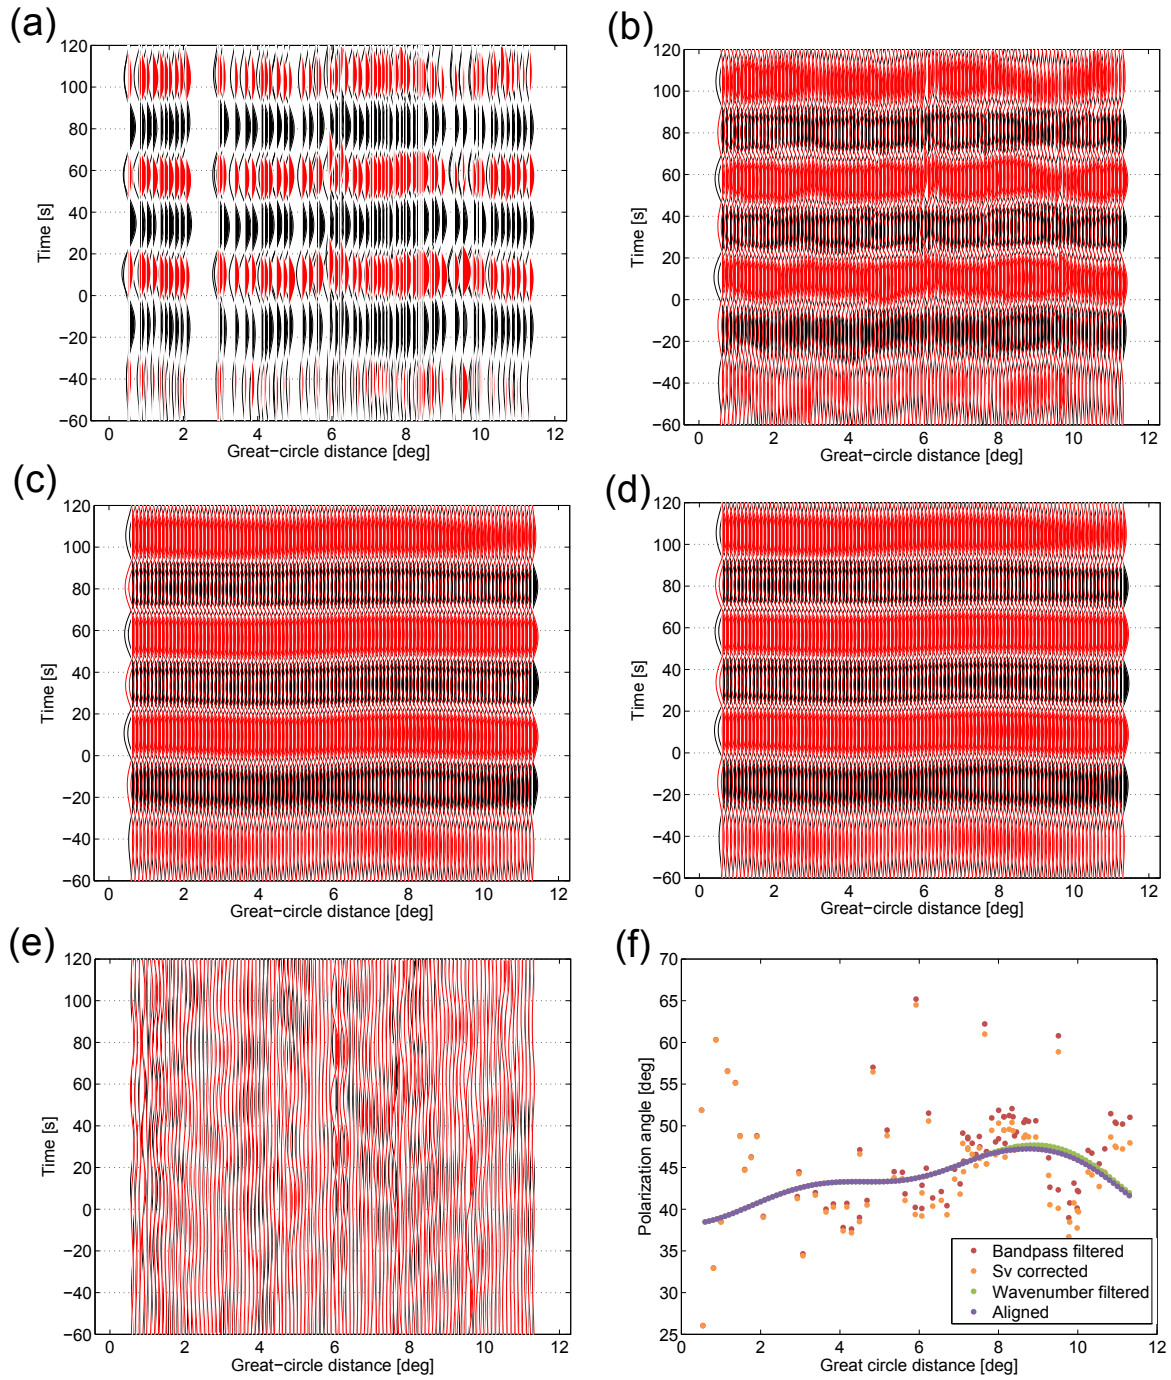 (a)
120
100
80
60
40
20
0
−20
−40
−60
Time [s]
0 2 4 6 8 10 12
Great−circle distance [deg]
(b)
120
100
80
60
40
20
0
−20
−40
−60
Time [s]
0 2 4 6 8 10 12
Great−circle distance [deg]
(c)
120
100
80
60
40
20
0
−20
−40
−60
Time [s]
0 2 4 6 8 10 12
Great−circle distance [deg]
(d)
120
100
80
60
40
20
0
−20
−40
−60
Time [s]
0 2 4 6 8 10 12
Great−circle distance [deg]
(e)
120
100
80
60
40
20
0
−20
−40
−60
Time [s]
0 2 4 6 8 10 12
Great−circle distance [deg]
(f)
70
65
60
55
50
45
40
35
30
25
Polarization angle [deg]
Bandpass filtered
Sv corrected
Wavenumber filtered
Aligned
0 2 4 6 8 10 12
Great circle distance [deg]